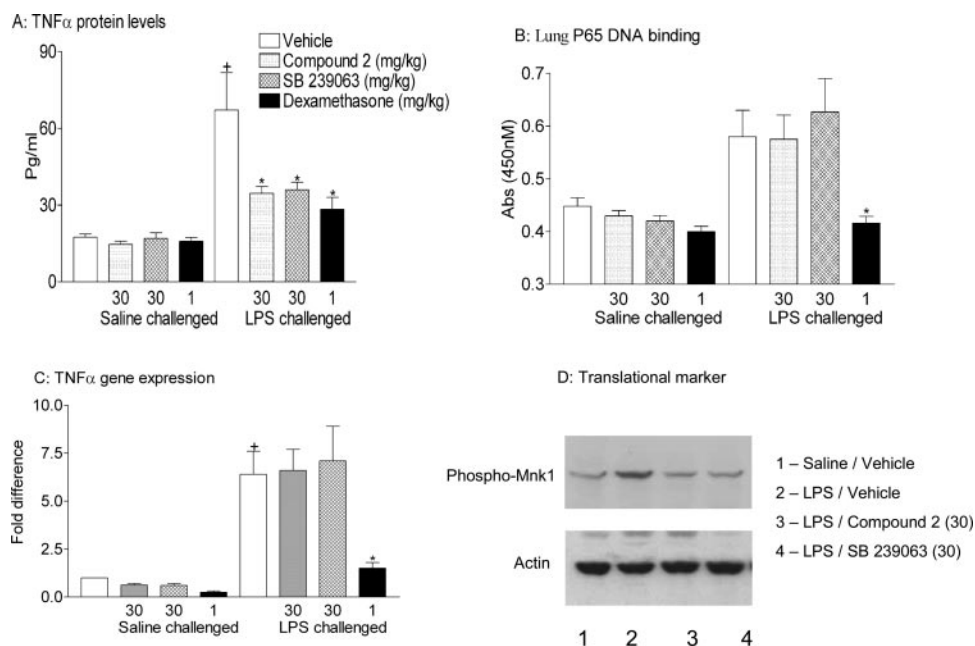 A: TNFα protein levels
90
60
30
0
Pg/ml
Vehicle
Compound 2 (mg/kg)
SB 239063 (mg/kg)
Dexamethasone (mg/kg)
+
*
*
*
30 30 1 30 30 1
Saline challenged LPS challenged
B: Lung P65 DNA binding
0.7
0.6
0.5
0.4
0.3
Abs (450nM)
*
30 30 1 30 30 1
Saline challenged LPS challenged
C: TNFα gene expression
10.0
7.5
5.0
2.5
0.0
Fold difference
+
*
30 30 1 30 30 1
Saline challenged LPS challenged
D: Translational marker
Phospho-Mnk1
Actin
1 2 3 4
1 – Saline / Vehicle
2 – LPS / Vehicle
3 – LPS / Compound 2 (30)
4 – LPS / SB 239063 (30)